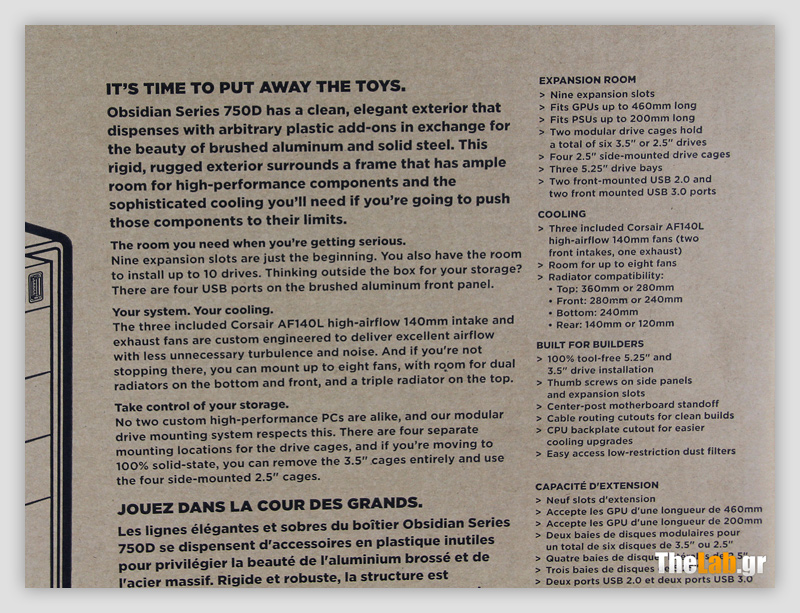 IT'S TIME TO PUT AWAY THE TOYS.
Obsidian Series 750D has a clean, elegant exterior that
dispenses with arbitrary plastic add-ons in exchange for
the beauty of brushed aluminum and solid steel. This
rigid, rugged exterior surrounds a frame that has ample
room for high-performance components and the
sophisticated cooling you'll need if you're going to push
those components to their limits.
The room you need when you're getting serious.
Nine expansion slots are just the beginning. You also have the room
to install up to 10 drives. Thinking outside the box for your storage?
There are four USB ports on the brushed aluminum front panel.
Your system. Your cooling.
The three included Corsair AF140L high-airflow 140mm intake and
exhaust fans are custom engineered to deliver excellent airflow
with less unnecessary turbulence and noise. And if you're not
stopping there, you can mount up to eight fans, with room for dual
radiators on the bottom and front, and a triple radiator on the top.
Take control of your storage.
No two custom high-performance PCs are alike, and our modular
drive mounting system respects this. There are four separate
mounting locations for the drive cages, and if you're moving to
100% solid-state, you can remove the 3.5" cages entirely and use
the four side-mounted 2.5" cages.
JOUEZ DANS LA COUR DES GRANDS.
Les lignes élégantes et sobres du boîtier Obsidian Series
750D se dispensent d'accessoires en plastique inutiles
pour privilégier la beauté de l'aluminium brossé et de
l'acier massif. Rigide et robuste, la structure est
EXPANSION ROOM
> Nine expansion slots
> Fits GPUs up to 460mm long
> Fits PSUs up to 200mm long
> Two modular drive cages hold
a total of six 3.5" or 2.5" drives
> Four 2.5" side-mounted drive cages
> Three 5.25" drive bays
> Two front-mounted USB 2.0 and
two front mounted USB 3.0 ports
COOLING
> Three included Corsair AF140L
high-airflow 140mm fans (two
front intakes, one exhaust)
> Room for up to eight fans
> Radiator compatibility:
• Top: 360mm or 280mm
• Front: 280mm or 240mm
• Bottom: 240mm
• Rear: 140mm or 120mm
BUILT FOR BUILDERS
> 100% tool-free 5.25" and
3.5" drive installation
> Thumb screws on side panels
and expansion slots
> Center-post motherboard standoff
> Cable routing cutouts for clean builds
> CPU backplate cutout for easier
cooling upgrades
> Easy access low-restriction dust filters
CAPACITÉ D'EXTENSION
> Neuf slots d'extension
> Accepte les GPU d'une longueur de 460mm
> Accepte les GPU d'une longueur de 200mm
> Deux baies de disques modulaires pour
un total de six disques de 3,5" ou 2.5"
> Quatre baies de disques 2.5"
> Trois baies de
> Deux ports USB 2.0 et deux ports USB 3.0
TheLab.gr